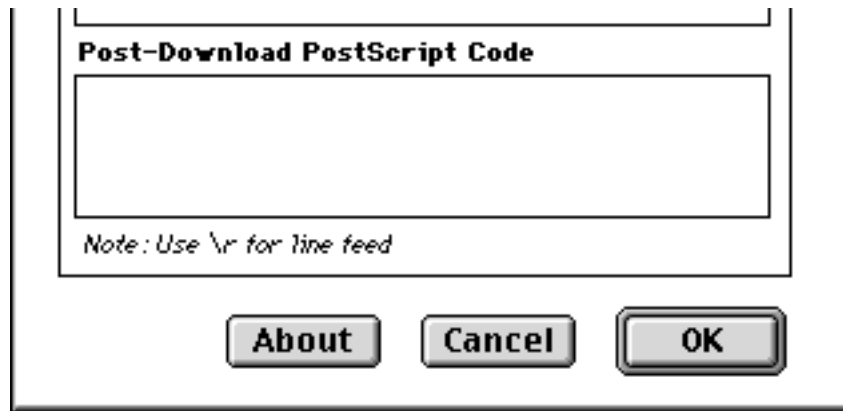 Post-Download PostScript Code
Note: Use \r for line feed
About Cancel OK